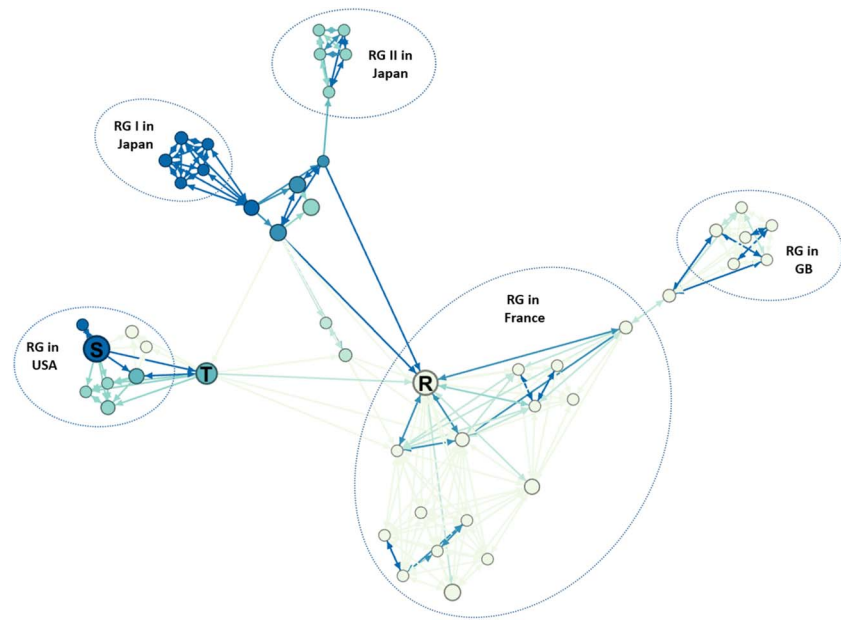 RG II in
Japan
RG I in
Japan
RG in
GB
RG in
France
RG in
USA
S
T
R